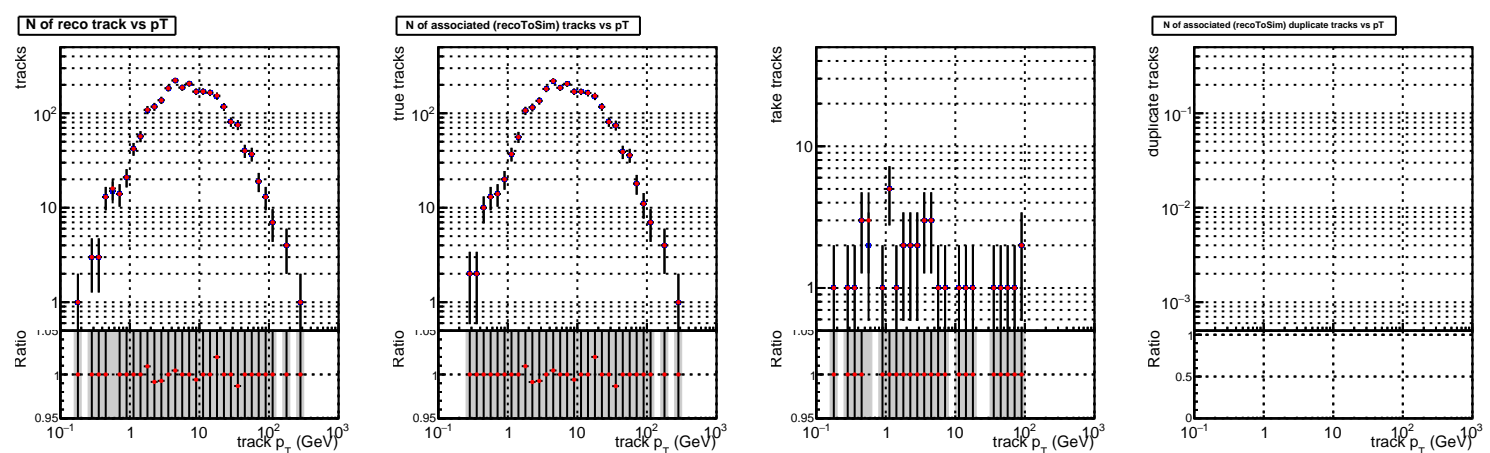 N of reco track vs pT
tracks
10²
10
1
Ratio
1.05
1
0.95
10⁻¹ 1 10 10² 10³
track p_T (GeV)
N of associated (recoToSim) tracks vs pT
true tracks
10²
10
1
Ratio
1.05
1
0.95
10⁻¹ 1 10 10² 10³
track p_T (GeV)
fake tracks
10
1
Ratio
1.05
1
0.95
10⁻¹ 1 10 10² 10³
track p_T (GeV)
N of associated (recoToSim) duplicate tracks vs pT
duplicate tracks
10⁻¹
10⁻²
10⁻³
Ratio
1
0.5
0
10⁻¹ 1 10 10² 10³
track p_T (GeV)